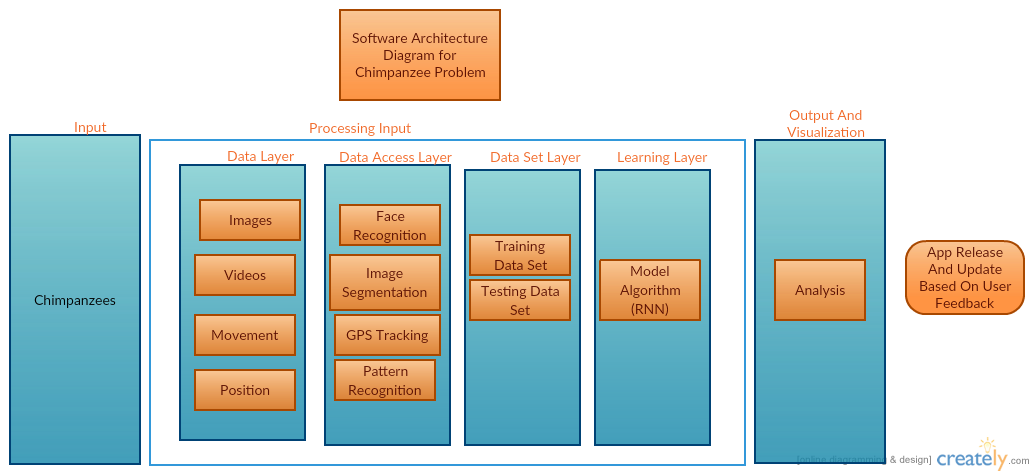 Software Architecture
Diagram for
Chimpanzee Problem
Input
Processing Input
Output And
Visualization
Data Layer
Data Access Layer
Data Set Layer
Learning Layer
Chimpanzees
Images
Videos
Movement
Position
Face
Recognition
Image
Segmentation
GPS Tracking
Pattern
Recognition
Training
Data Set
Testing Data
Set
Model
Algorithm
(RNN)
Analysis
App Release
And Update
Based On User
Feedback
[online diagramming & design] creately.com